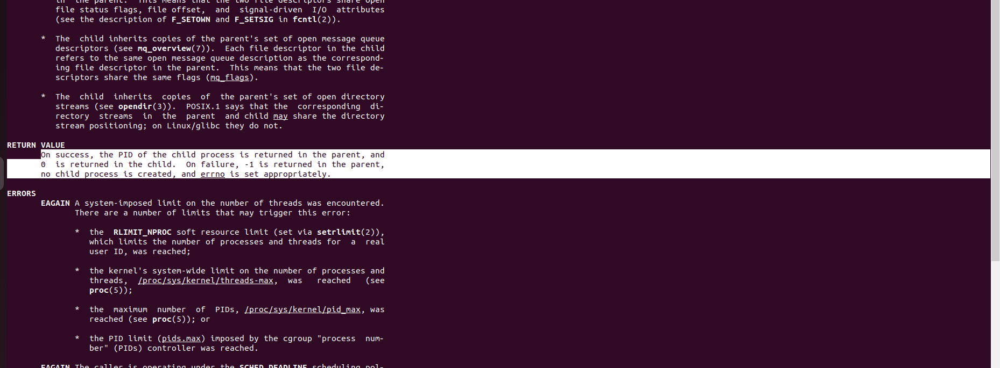 in the parent. This means that the two file descriptors share open
file status flags, file offset, and signal-driven I/O attributes
(see the description of F_SETOWN and F_SETSIG in fcntl(2)).
* The child inherits copies of the parent's set of open message queue
descriptors (see mq_overview(7)). Each file descriptor in the child
refers to the same open message queue description as the correspond-
ing file descriptor in the parent. This means that the two file de-
scriptors share the same flags (mq_flags).
* The child inherits copies of the parent's set of open directory
streams (see opendir(3)). POSIX.1 says that the corresponding di-
rectory streams in the parent and child may share the directory
stream positioning; on Linux/glibc they do not.
RETURN VALUE
On success, the PID of the child process is returned in the parent, and
0 is returned in the child. On failure, -1 is returned in the parent,
no child process is created, and errno is set appropriately.
ERRORS
EAGAIN A system-imposed limit on the number of threads was encountered.
There are a number of limits that may trigger this error:
* the RLIMIT_NPROC soft resource limit (set via setrlimit(2)),
which limits the number of processes and threads for a real
user ID, was reached;
* the kernel's system-wide limit on the number of processes and
threads, /proc/sys/kernel/threads-max, was reached (see
proc(5));
* the maximum number of PIDs, /proc/sys/kernel/pid_max, was
reached (see proc(5)); or
* the PID limit (pids.max) imposed by the cgroup "process num-
ber" (PIDs) controller was reached.
EAGAIN The caller is operating under the SCHED_DEADLINE scheduling pol-